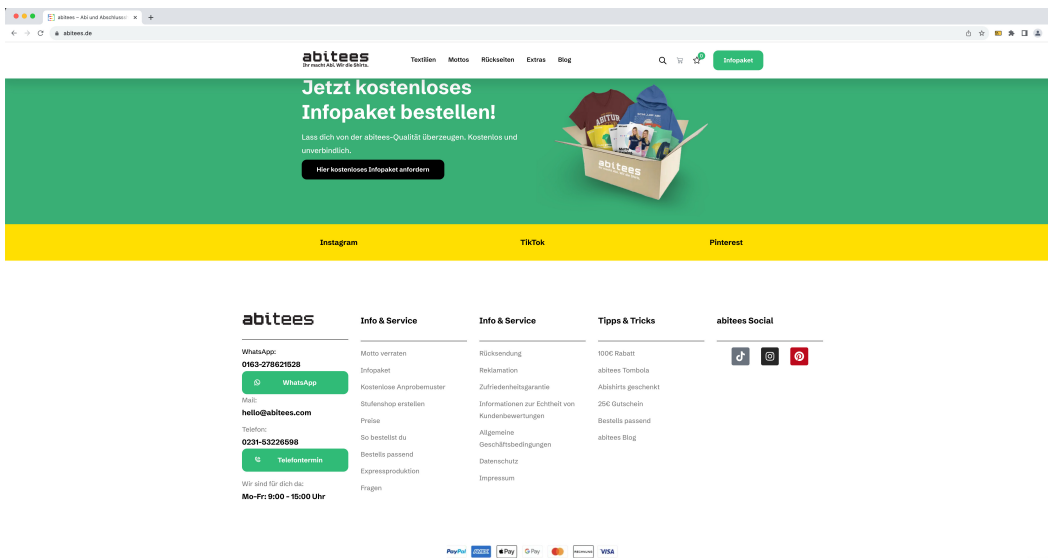 abitees – Abi und Abschluss
abitees.de
abitees
Ihr macht Abi. Wir die Shirts.
Textilien
Mottos
Rückseiten
Extras
Blog
0
Infopaket
Jetzt kostenloses
Infopaket bestellen!
Lass dich von der abitees-Qualität überzeugen. Kostenlos und
unverbindlich.
Hier kostenloses Infopaket anfordern
ABITUR
abitees
Instagram
TikTok
Pinterest
abitees
WhatsApp:
0163-278621528
WhatsApp
Mail:
hello@abitees.com
Telefon:
0231-53226598
Telefontermin
Wir sind für dich da:
Mo-Fr: 9:00 - 15:00 Uhr
Info & Service
Motto verraten
Infopaket
Kostenlose Anprobemuster
Stufenshop erstellen
Preise
So bestellst du
Bestells passend
Expressproduktion
Fragen
Info & Service
Rücksendung
Reklamation
Zufriedenheitsgarantie
Informationen zur Echtheit von
Kundenbewertungen
Allgemeine
Geschäftsbedingungen
Datenschutz
Impressum
Tipps & Tricks
100€ Rabatt
abitees Tombola
Abishirts geschenkt
25€ Gutschein
Bestells passend
abitees Blog
abitees Social
PayPal
Pay
G Pay
RECHNUNG
VISA